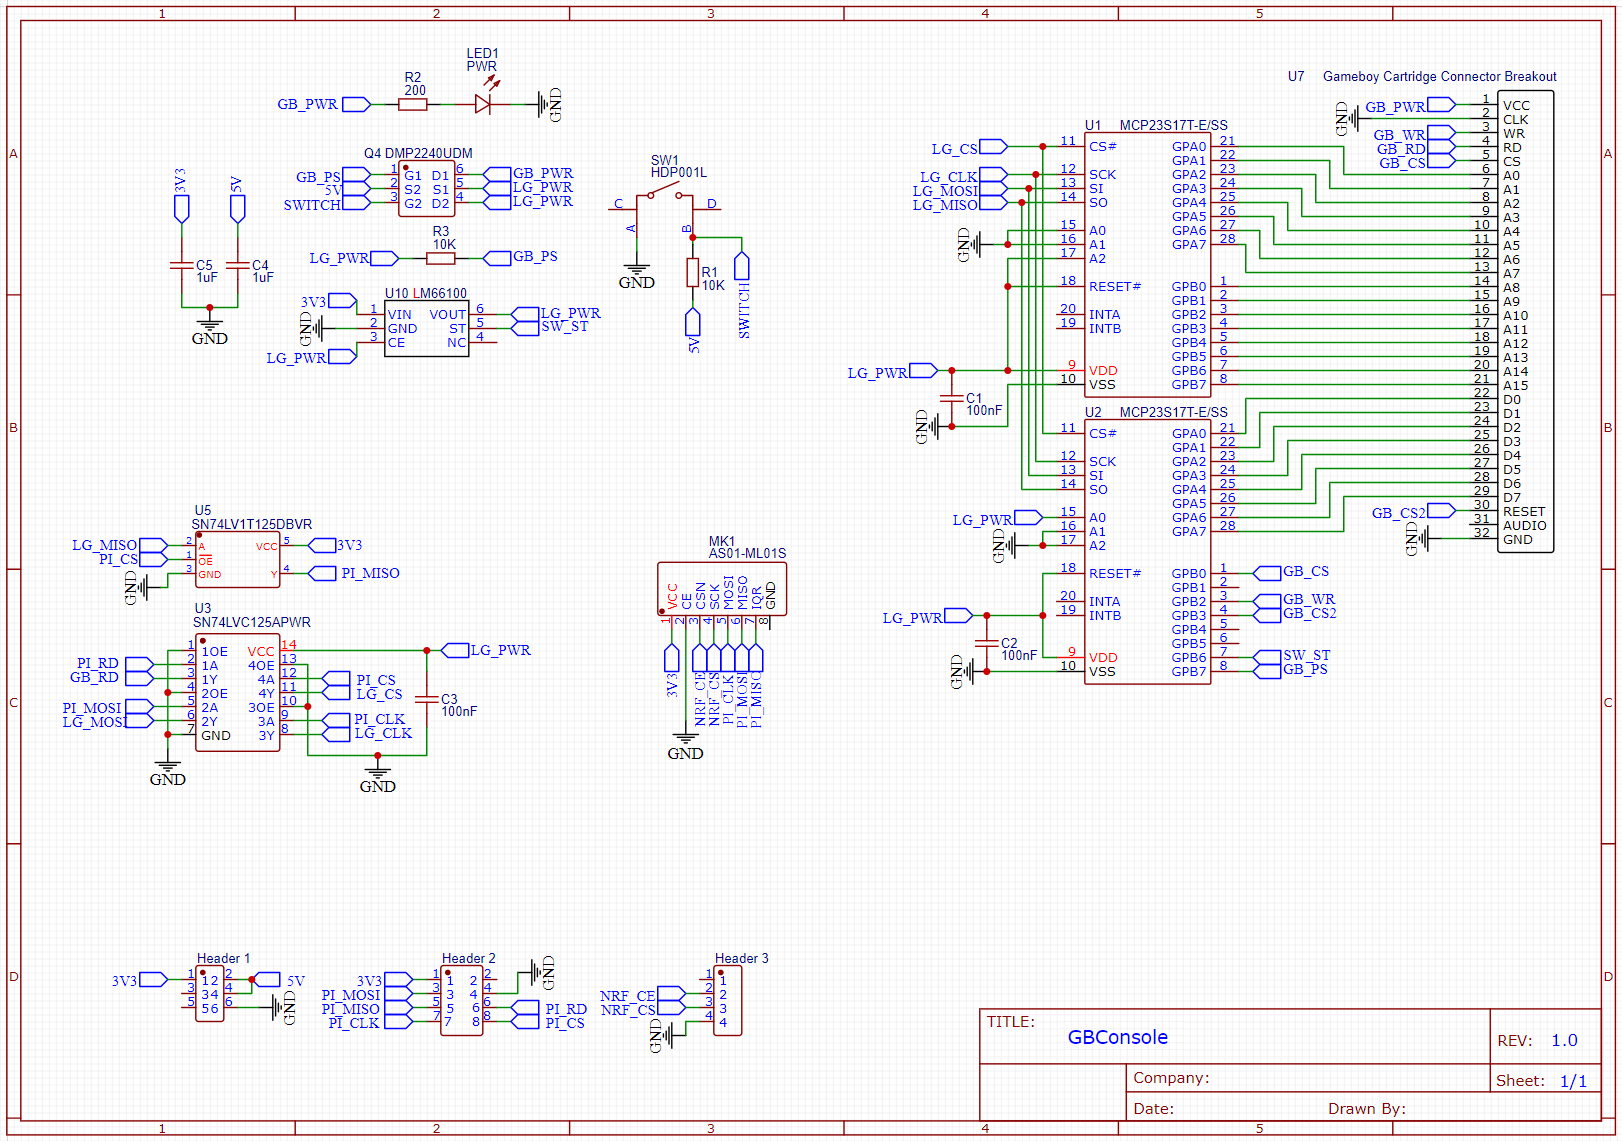 1 2 3 4 5
A
B
C
D
LED1
PWR
R2
200
GB_PWR
GND
Q4 DMP2240UDM
GB_PS 1 G1 D1 6 GB_PWR
5V 2 S2 S1 5 LG_PWR
SWITCH 3 G2 D2 4 LG_PWR
3V3
5V
C5
1uF
C4
1uF
GND
R3
10K
LG_PWR
GB_PS
U10 LM66100
3V3 1 VIN VOUT 6 LG_PWR
GND 2 GND ST 5 SW_ST
LG_PWR 3 CE NC 4
SW1
HDP001L
C D
A B
GND
R1
10K
5V
SWITCH
U1 MCP23S17T-E/SS
LG_CS 11 CS#
LG_CLK 12 SCK
LG_MOSI 13 SI
LG_MISO 14 SO
15 A0
GND 16 A1
17 A2
18 RESET#
20 INTA
19 INTB
LG_PWR 9 VDD
10 VSS
GPA0 21
GPA1 22
GPA2 23
GPA3 24
GPA4 25
GPA5 26
GPA6 27
GPA7 28
GPB0 1
GPB1 2
GPB2 3
GPB3 4
GPB4 5
GPB5 6
GPB6 7
GPB7 8
C1
100nF
GND
U2 MCP23S17T-E/SS
11 CS#
12 SCK
13 SI
14 SO
LG_PWR 15 A0
16 A1
GND 17 A2
18 RESET#
20 INTA
19 INTB
LG_PWR
9 VDD
10 VSS
GPA0 21
GPA1 22
GPA2 23
GPA3 24
GPA4 25
GPA5 26
GPA6 27
GPA7 28
GPB0 1 GB_CS
GPB1 2
GPB2 3 GB_WR
GPB3 4 GB_CS2
GPB4 5
GPB5 6
GPB6 7 SW_ST
GPB7 8 GB_PS
C2
100nF
GND
U7 Gameboy Cartridge Connector Breakout
GB_PWR 1 VCC
GND 2 CLK
GB_WR 3 WR
GB_RD 4 RD
GB_CS 5 CS
6 A0
7 A1
8 A2
9 A3
10 A4
11 A5
12 A6
13 A7
14 A8
15 A9
16 A10
17 A11
18 A12
19 A13
20 A14
21 A15
22 D0
23 D1
24 D2
25 D3
26 D4
27 D5
28 D6
29 D7
GB_CS2 30 RESET
31 AUDIO
GND 32 GND
U5
SN74LV1T125DBVR
LG_MISO 2 A VCC 5 3V3
PI_CS 1 OE
GND 3 GND Y 4 PI_MISO
U3
SN74LVC125APWR
1 1OE VCC 14 LG_PWR
PI_RD 2 1A 4OE 13
GB_RD 3 1Y 4A 12 PI_CS
4 2OE 4Y 11 LG_CS
PI_MOSI 5 2A 3OE 10
LG_MOSI 6 2Y 3A 9 PI_CLK
7 GND 3Y 8 LG_CLK
C3
100nF
GND
GND
MK1
AS01-ML01S
VCC CE CSN SCK MOSI MISO IQR GND
1 2 3 4 5 6 7 8
3V3 NRF_CE NRF_CS PI_CLK PI_MOSI PI_MISO
GND
Header 1
3V3 1 1 2 2 5V
3 3 4 4
5 5 6 6 GND
Header 2
3V3 1 1 2 2 GND
PI_MOSI 3 3 4 4
PI_MISO 5 5 6 6 PI_RD
PI_CLK 7 7 8 8 PI_CS
Header 3
1 1
NRF_CE 2 2
NRF_CS 3 3
GND 4 4
TITLE:
GBConsole
REV: 1.0
Company:
Sheet: 1/1
Date:
Drawn By:
1 2 3 4 5
A
B
C
D